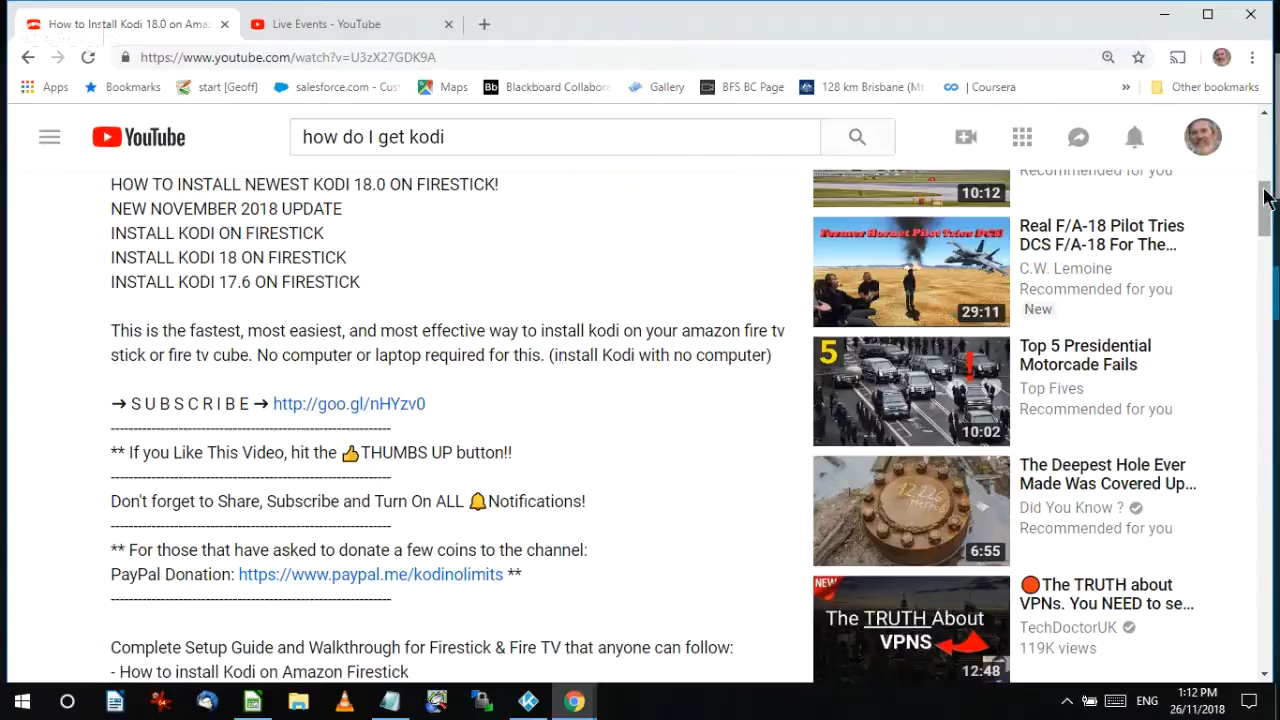 How to Install Kodi 18.0 on Ama
Live Events - YouTube
https://www.youtube.com/watch?v=U3zX27GDK9A
Apps
Bookmarks
start [Geoff]
salesforce.com - Cus
Maps
Bb
Blackboard Collabora
Gallery
BFS BC Page
128 km Brisbane (Mt
| Coursera
»
Other bookmarks
YouTube
how do I get kodi
HOW TO INSTALL NEWEST KODI 18.0 ON FIRESTICK!
NEW NOVEMBER 2018 UPDATE
INSTALL KODI ON FIRESTICK
INSTALL KODI 18 ON FIRESTICK
INSTALL KODI 17.6 ON FIRESTICK
This is the fastest, most easiest, and most effective way to install kodi on your amazon fire tv
stick or fire tv cube. No computer or laptop required for this. (install Kodi with no computer)
➔ S U B S C R I B E ➔ http://goo.gl/nHYzv0
--------------------------------------------------------
** If you Like This Video, hit the 👍THUMBS UP button!!
--------------------------------------------------------
Don't forget to Share, Subscribe and Turn On ALL 🔔Notifications!
--------------------------------------------------------
** For those that have asked to donate a few coins to the channel:
PayPal Donation: https://www.paypal.me/kodinolimits **
--------------------------------------------------------
Complete Setup Guide and Walkthrough for Firestick & Fire TV that anyone can follow:
- How to install Kodi on Amazon Firestick
Recommended for you
10:12
Former Hornet Pilot Tries DCS
29:11
Real F/A-18 Pilot Tries
DCS F/A-18 For The...
C.W. Lemoine
Recommended for you
New
5
10:02
Top 5 Presidential
Motorcade Fails
Top Fives
Recommended for you
12.226
6:55
The Deepest Hole Ever
Made Was Covered Up...
Did You Know ?
Recommended for you
NEW
The TRUTH About
VPNS
12:48
🔴The TRUTH about
VPNs. You NEED to se...
TechDoctorUK
119K views
ENG
1:12 PM
26/11/2018